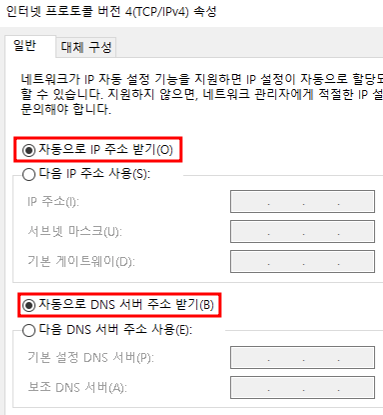 인터넷 프로토콜 버전 4(TCP/IPv4) 속성
일반
대체 구성
네트워크가 IP 자동 설정 기능을 지원하면 IP 설정이 자동으로 할당되
할 수 있습니다. 지원하지 않으면, 네트워크 관리자에게 적절한 IP 설
문의해야 합니다.
자동으로 IP 주소 받기(O)
다음 IP 주소 사용(S):
IP 주소(I):
서브넷 마스크(U):
기본 게이트웨이(D):
자동으로 DNS 서버 주소 받기(B)
다음 DNS 서버 주소 사용(E):
기본 설정 DNS 서버(P):
보조 DNS 서버(A):